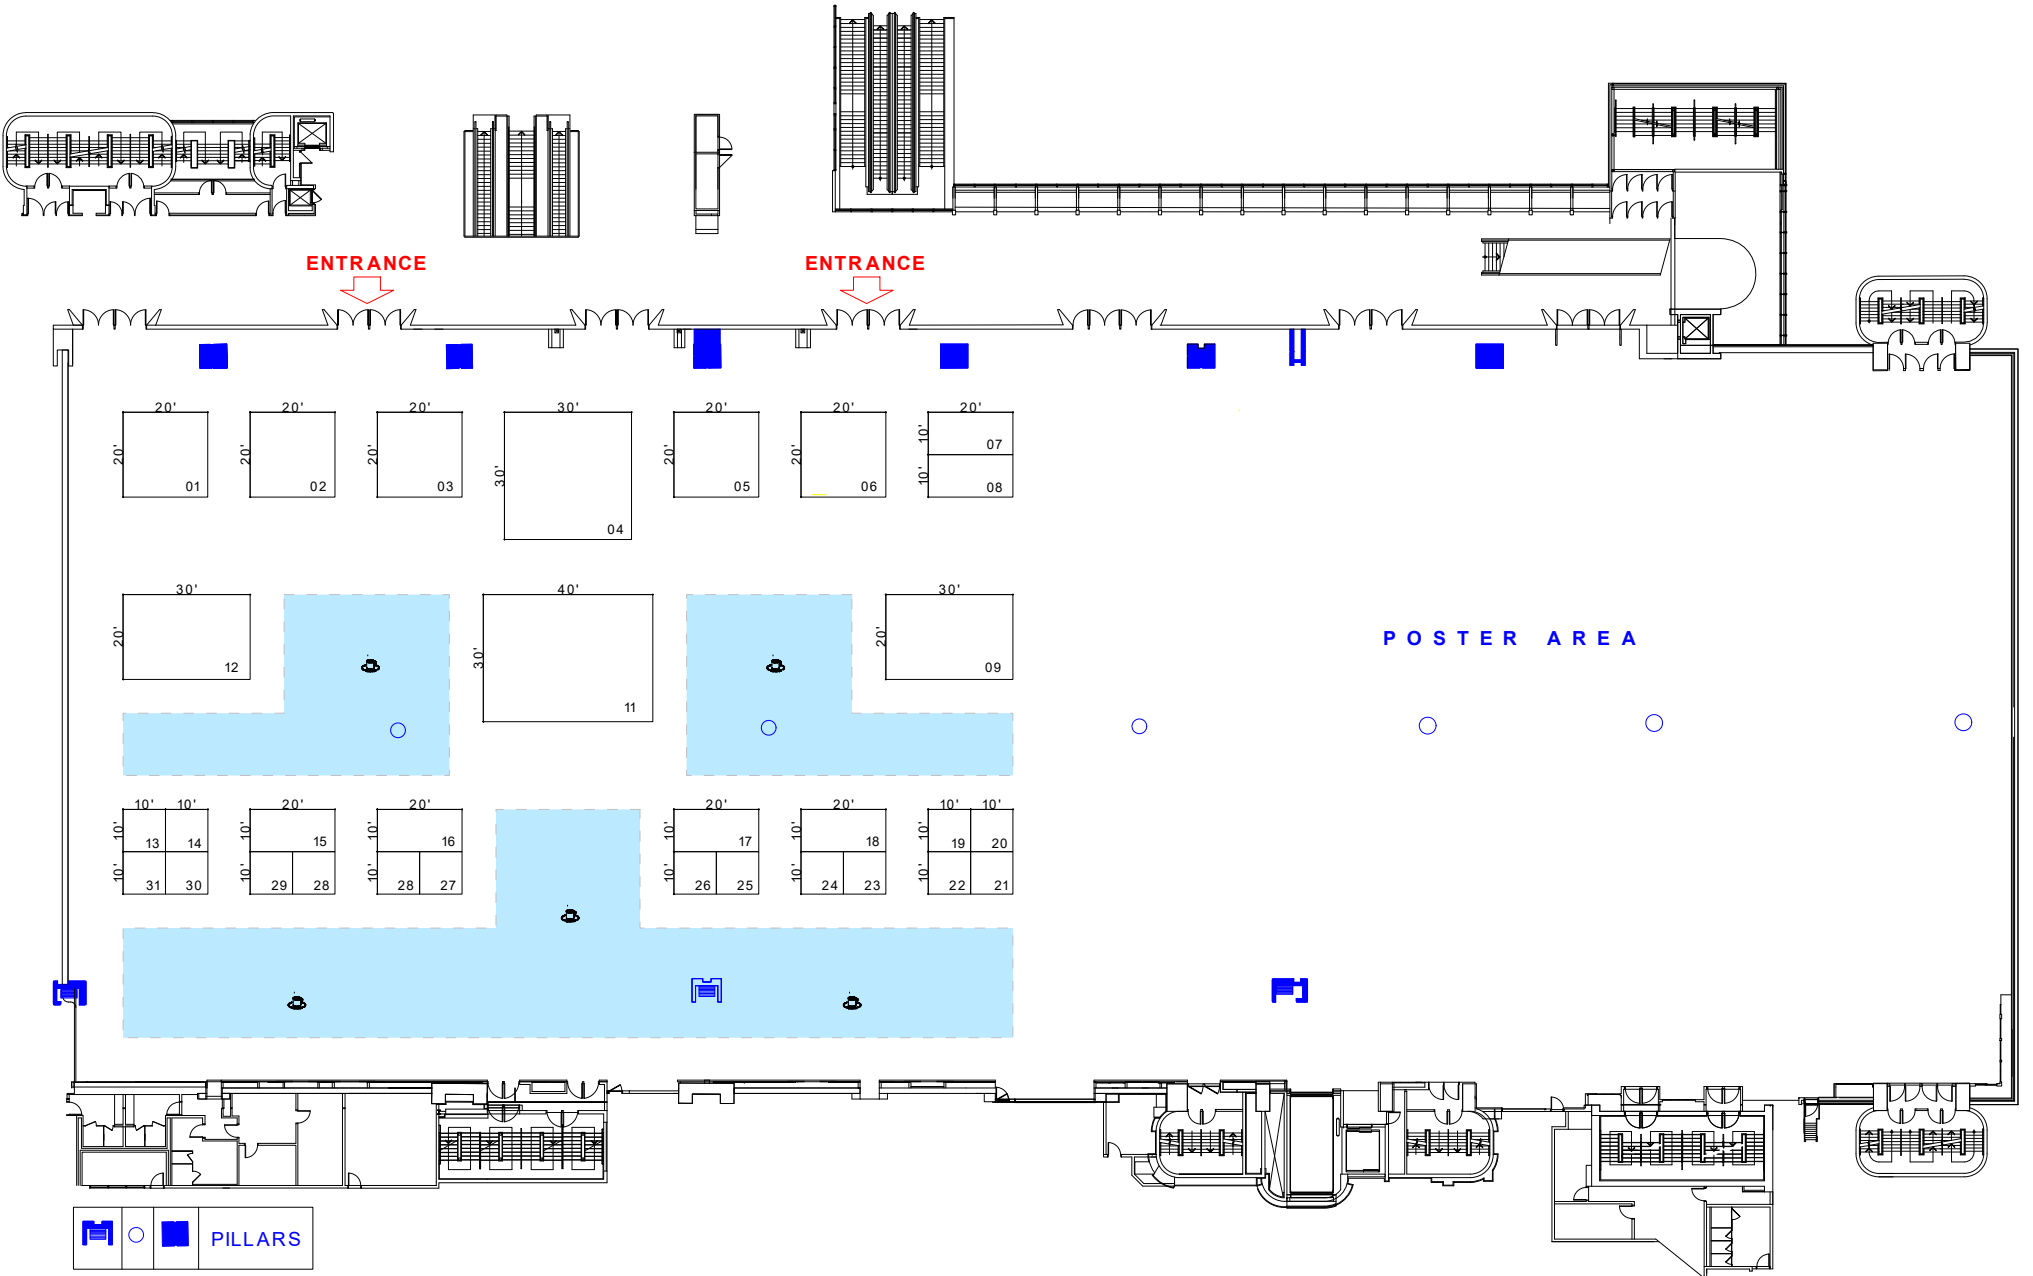 ENTRANCE ENTRANCE
20' 20' 20' 30' 20' 20' 20'
20' 20' 20' 30' 20' 20' 10' 07
01 02 03 05 06 10' 08
04
30' 40' 30'
20' 30' 20'
POSTER AREA
12 11 09
10' 10' 20' 20' 20' 20' 10' 10'
10' 13 14 10' 15 10' 16 10' 17 10' 18 10' 19 20
10' 31 30 10' 29 28 10' 28 27 10' 26 25 10' 24 23 10' 22 21
PILLARS